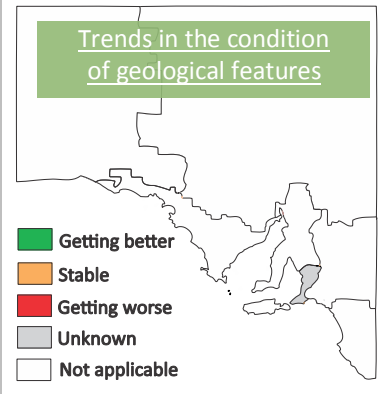 Trends in the condition
of geological features
Getting better
Stable
Getting worse
Unknown
Not applicable